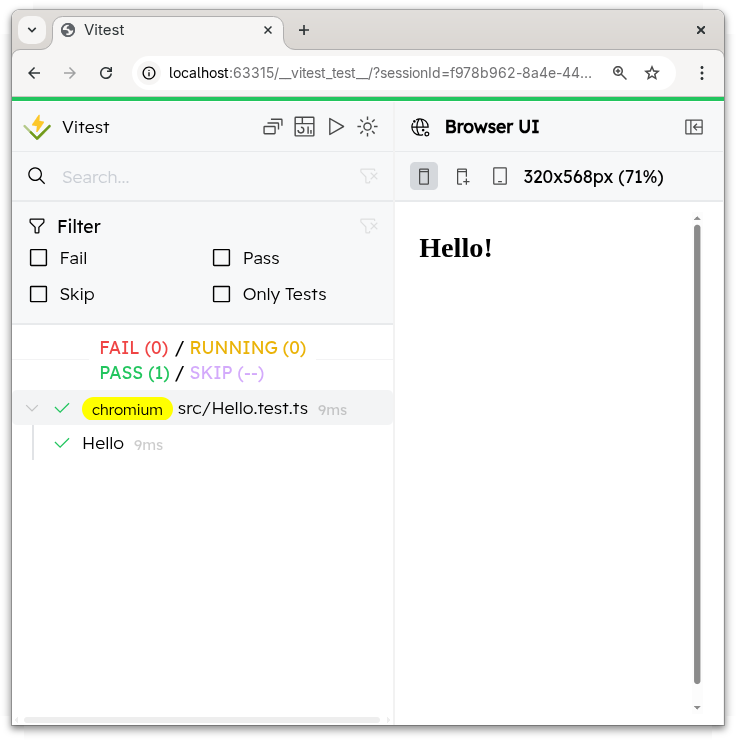 Vitest
localhost:63315/__vitest_test__/?sessionId=f978b962-8a4e-44...
Vitest
Browser UI
Search...
320x568px (71%)
Filter
Fail
Pass
Skip
Only Tests
FAIL (0) / RUNNING (0)
PASS (1) / SKIP (--)
chromium src/Hello.test.ts 9ms
Hello 9ms
Hello!